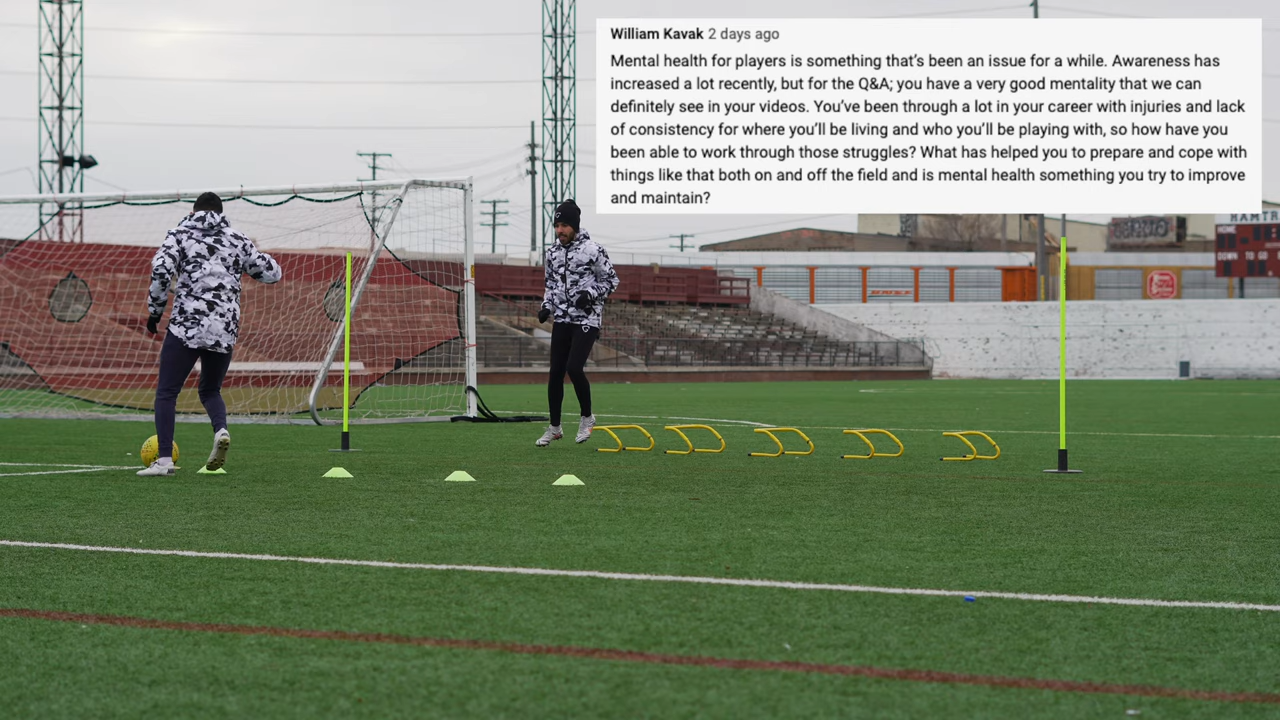 William Kavak 2 days ago
Mental health for players is something that's been an issue for a while. Awareness has
increased a lot recently, but for the Q&A; you have a very good mentality that we can
definitely see in your videos. You've been through a lot in your career with injuries and lack
of consistency for where you'll be living and who you'll be playing with, so how have you
been able to work through those struggles? What has helped you to prepare and cope with
things like that both on and off the field and is mental health something you try to improve
and maintain?
HAMTR